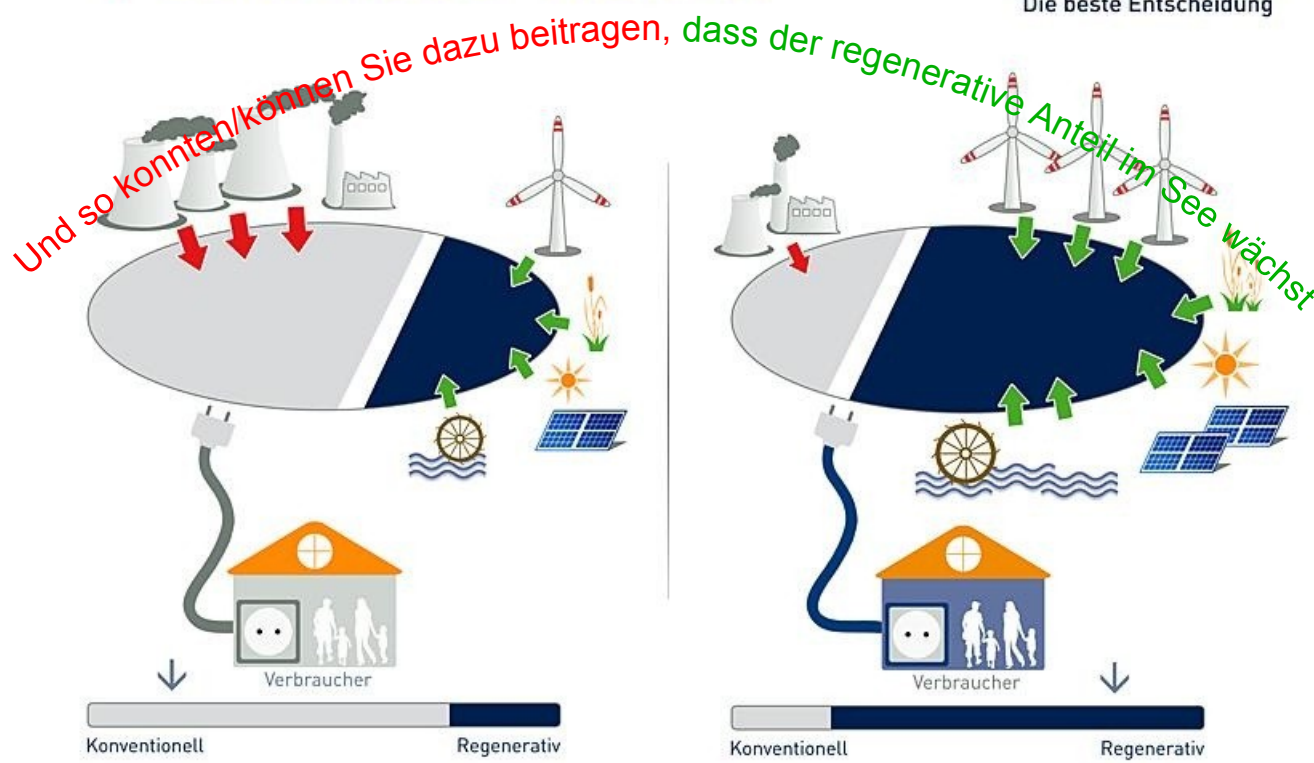 Die beste Entscheidung
Und so konnten/können Sie dazu beitragen, dass der regenerative Anteil im See wächst
Verbraucher
Konventionell
Regenerativ
Verbraucher
Konventionell
Regenerativ